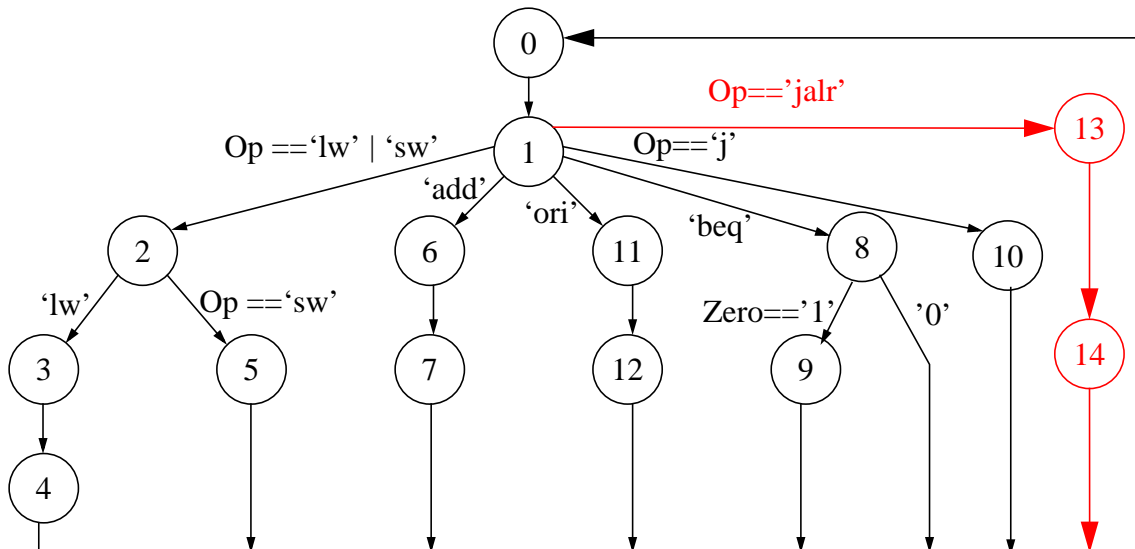 0
Op==’jalr’
13
Op ==‘lw’ | ‘sw’
1
Op==‘j’
‘add’
‘ori’
‘beq’
2
6
11
8
10
‘lw’
Op ==‘sw’
Zero==’1’
’0’
3
5
7
12
9
14
4